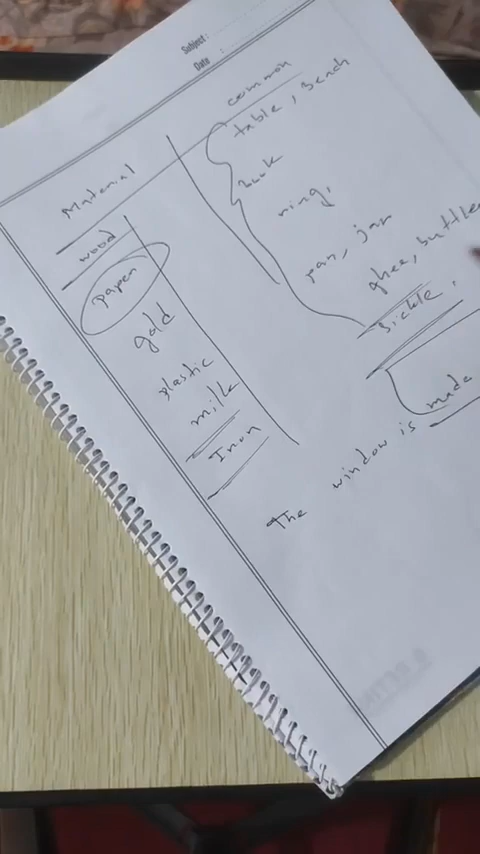 Subject :
Date :
Material
common
wood
table, Bench
paper
book
gold
ring,
plastic
pan, jar
milk
ghee, buttle
Iron
Sickle,
The window is made